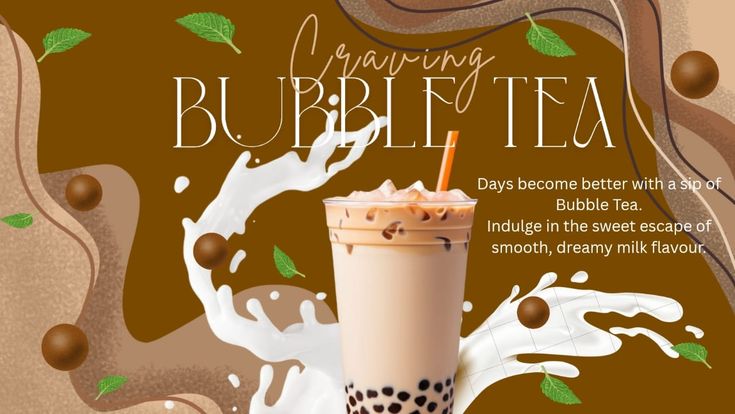 Craving
BUBBLE TEA
Days become better with a sip of
Bubble Tea.
Indulge in the sweet escape of
smooth, dreamy milk flavour.